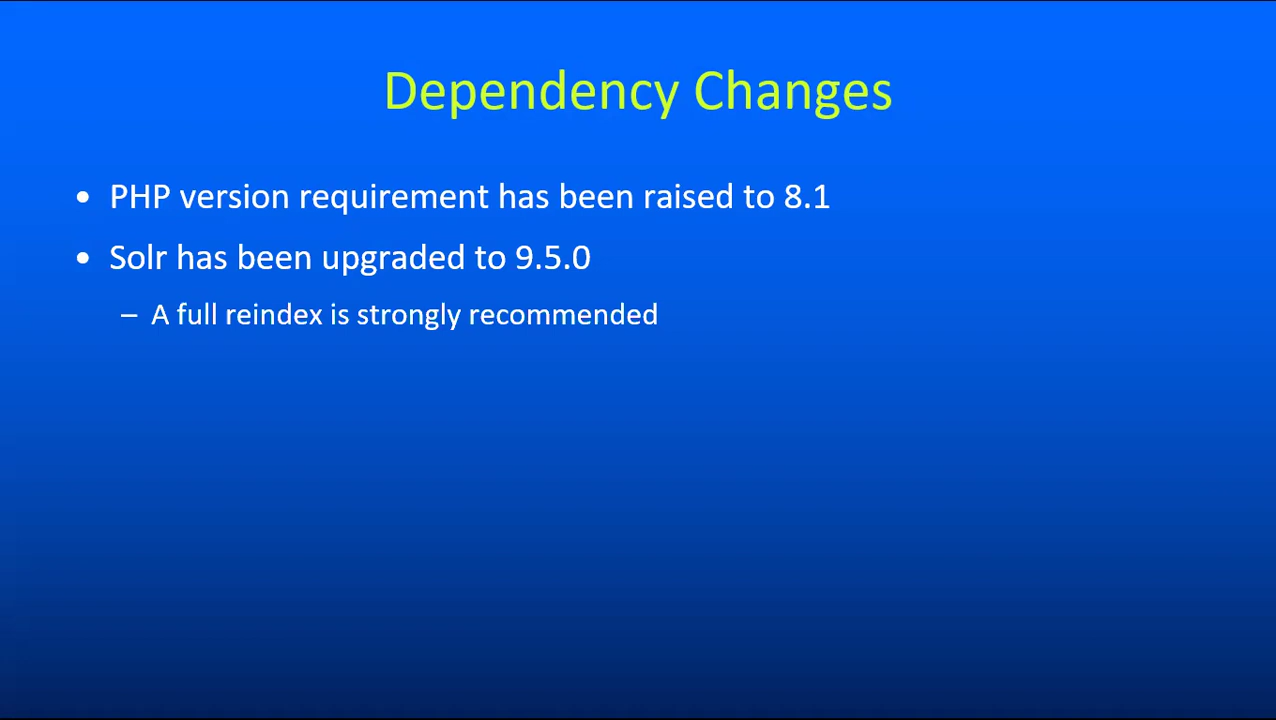 Dependency Changes
• PHP version requirement has been raised to 8.1
• Solr has been upgraded to 9.5.0
– A full reindex is strongly recommended